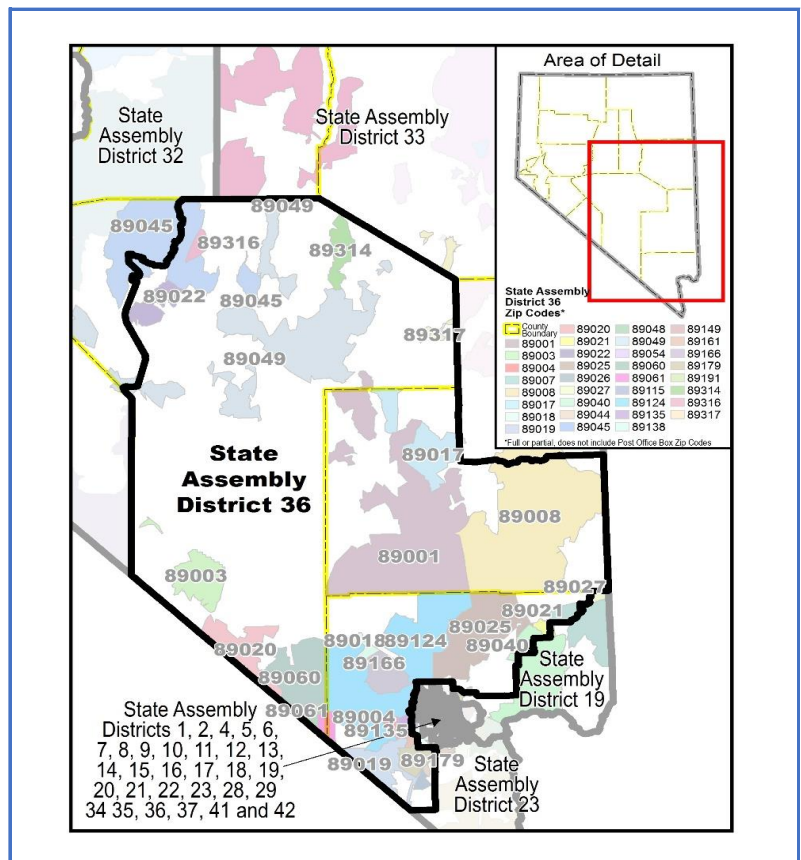 Area of Detail
State
Assembly
District 32
State Assembly
District 33
89049
89045
89316
89314
89022
89045
89317
89049
State Assembly
District 36
Zip Codes*
County
Boundary
89001
89003
89004
89007
89008
89017
89018
89019
89020
89021
89022
89025
89026
89027
89040
89044
89045
89048
89049
89054
89060
89061
89115
89124
89135
89138
89149
89161
89166
89179
89191
89314
89316
89317
*Full or partial, does not include Post Office Box Zip Codes
State
Assembly
District 36
89017
89008
89001
89003
89027
89021
89025
89018
89124
89040
89020
89166
89060
State
Assembly
District 19
89061
89004
89135
State Assembly
Districts 1, 2, 4, 5, 6,
7, 8, 9, 10, 11, 12, 13,
14, 15, 16, 17, 18, 19,
20, 21, 22, 23, 28, 29
34 35, 36, 37, 41 and 42
89019
89179
State
Assembly
District 23